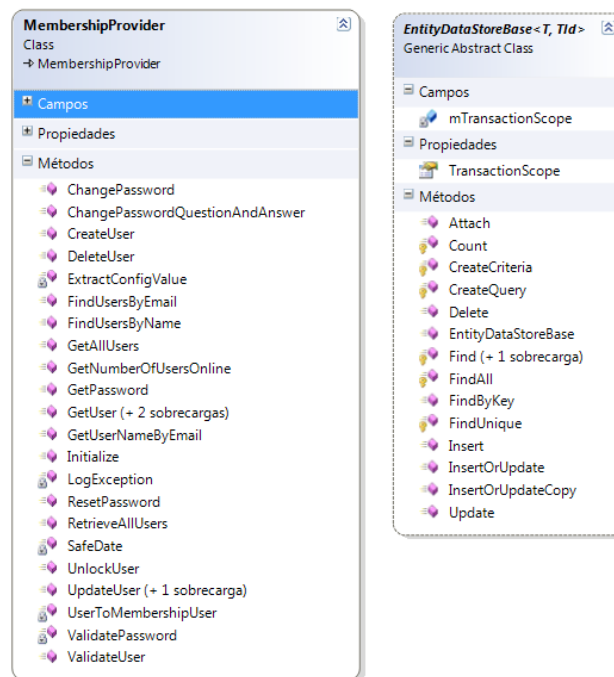 MembershipProvider
Class
MembershipProvider
Campos
Propiedades
Métodos
ChangePassword
ChangePasswordQuestionAndAnswer
CreateUser
DeleteUser
ExtractConfigValue
FindUsersByEmail
FindUsersByName
GetAllUsers
GetNumberOfUsersOnline
GetPassword
GetUser (+ 2 sobrecargas)
GetUserNameByEmail
Initialize
LogException
ResetPassword
RetrieveAllUsers
SafeDate
UnlockUser
UpdateUser (+ 1 sobrecarga)
UserToMembershipUser
ValidatePassword
ValidateUser
EntityDataStoreBase<T, TId>
Generic Abstract Class
Campos
mTransactionScope
Propiedades
TransactionScope
Métodos
Attach
Count
CreateCriteria
CreateQuery
Delete
EntityDataStoreBase
Find (+ 1 sobrecarga)
FindAll
FindByKey
FindUnique
Insert
InsertOrUpdate
InsertOrUpdateCopy
Update